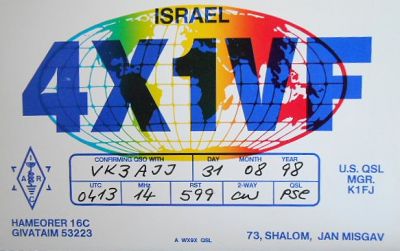 ISRAEL
4X1VF
CONFIRMING QSO WITH DAY MONTH YEAR
VK3AJJ 31 08 98
UTC MHz RST 2-WAY QSL
0413 14 599 CW PSE
U.S. QSL
MGR.
K1FJ
I
A R
C
HAMEORER 16C
GIVATAIM 53223
A WX9X QSL
73, SHALOM, JAN MISGAV